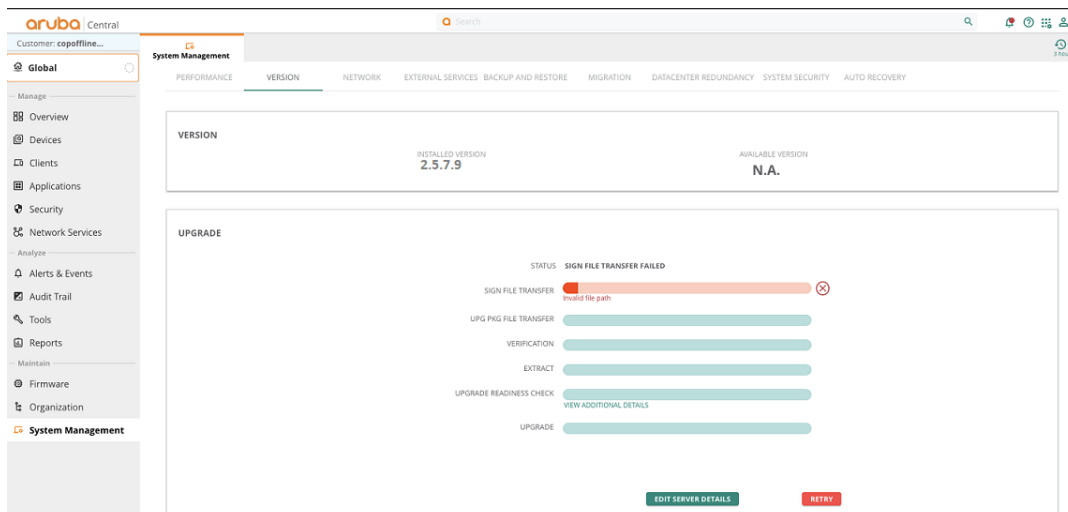 aruba Central
Search
Customer: copoffline...
Global
System Management
3 hou
PERFORMANCE VERSION NETWORK EXTERNAL SERVICES BACKUP AND RESTORE MIGRATION DATACENTER REDUNDANCY SYSTEM SECURITY AUTO RECOVERY
Manage
Overview
Devices
Clients
Applications
Security
Network Services
Analyze
Alerts & Events
Audit Trail
Tools
Reports
Maintain
Firmware
Organization
System Management
VERSION
INSTALLED VERSION
2.5.7.9
AVAILABLE VERSION
N.A.
UPGRADE
STATUS SIGN FILE TRANSFER FAILED
SIGN FILE TRANSFER
Invalid file path
UPG PKG FILE TRANSFER
VERIFICATION
EXTRACT
UPGRADE READINESS CHECK
VIEW ADDITIONAL DETAILS
UPGRADE
EDIT SERVER DETAILS RETRY